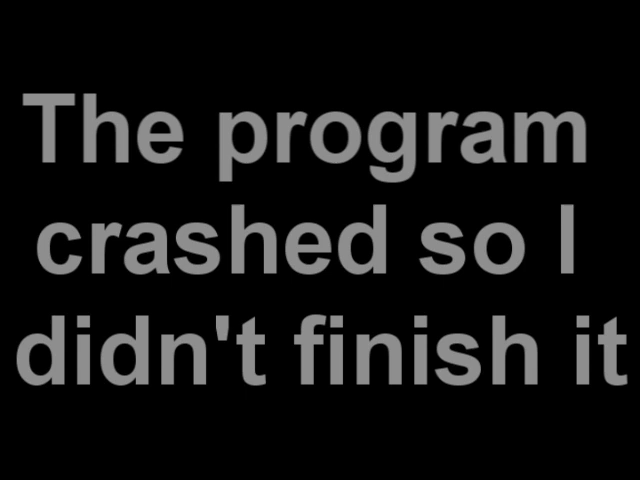 The program
crashed so I
didn't finish it